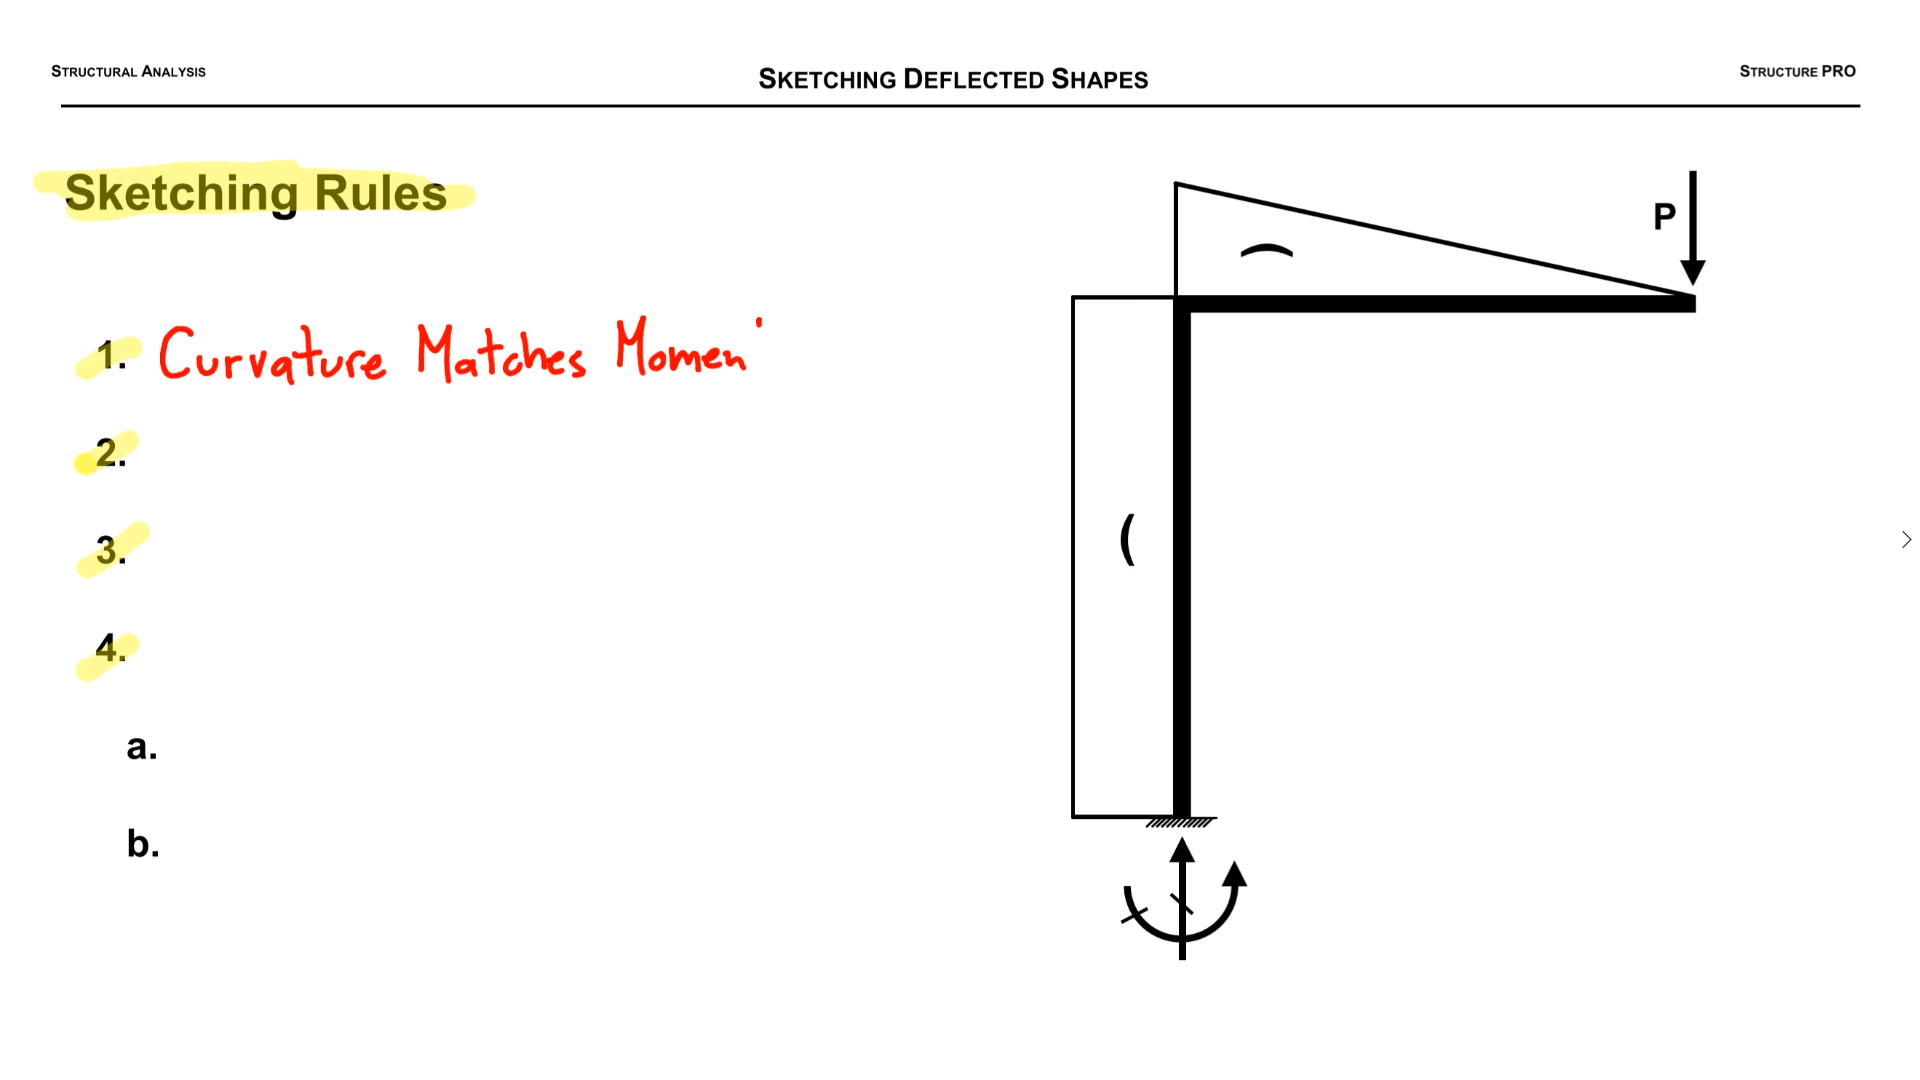 STRUCTURAL ANALYSIS
SKETCHING DEFLECTED SHAPES
STRUCTURE PRO
Sketching Rules
P
1. Curvature Matches Momen
2.
3.
4.
a.
b.